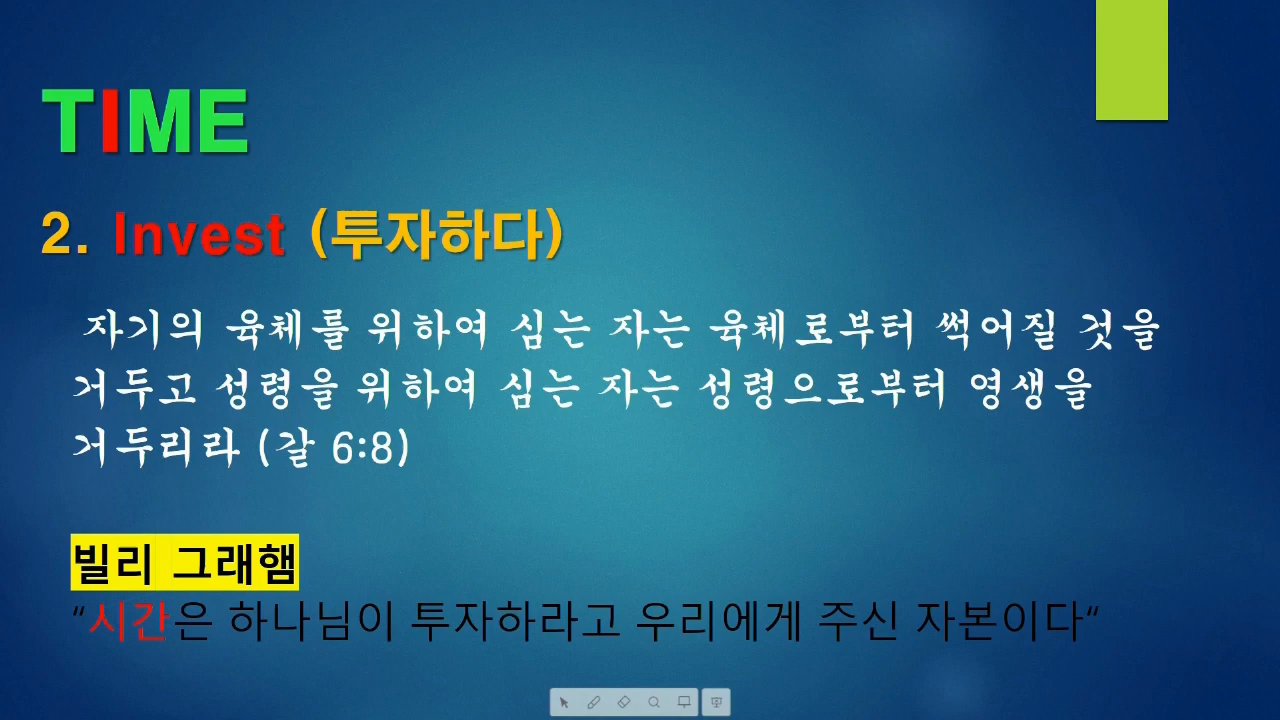 TIME
2. Invest (투자하다)
자기의 육체를 위하여 심는 자는 육체로부터 썩어질 것을
거두고 성령을 위하여 심는 자는 성령으로부터 영생을
거두리라 (갈 6:8)
빌리 그래햄
“시간은 하나님이 투자하라고 우리에게 주신 자본이다“